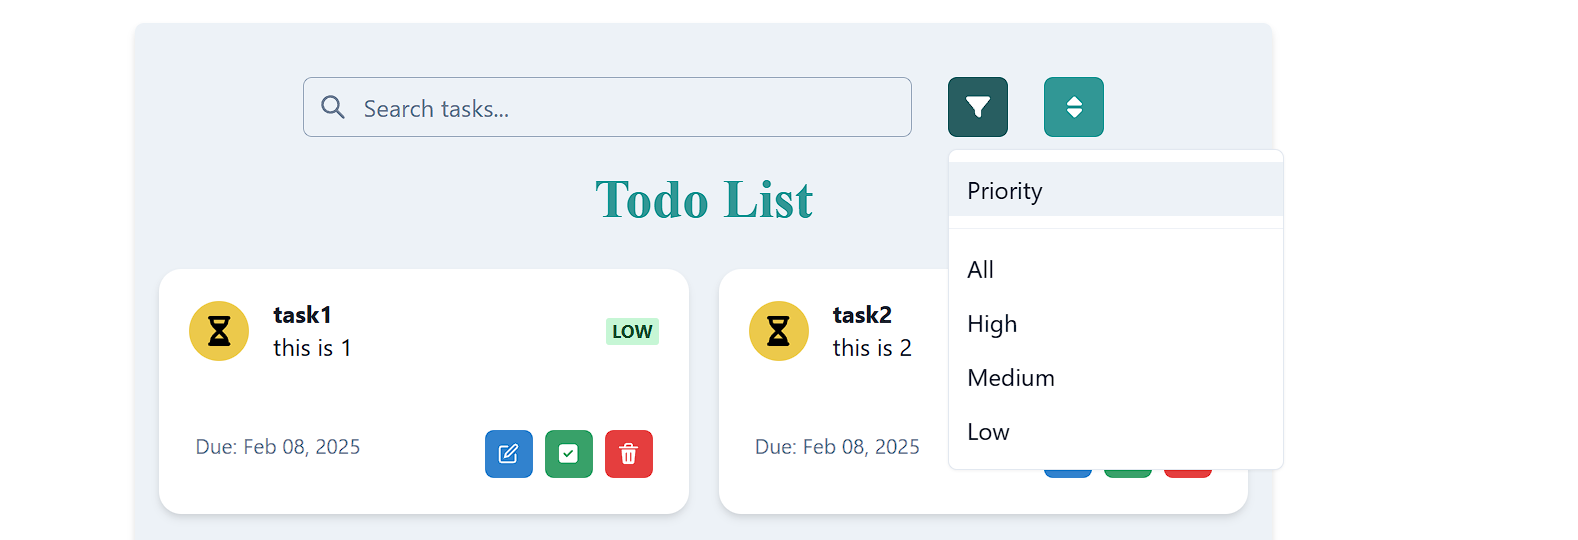 Search tasks...
Todo List
Priority
All
High
Medium
Low
task1
this is 1
LOW
Due: Feb 08, 2025
task2
this is 2
Due: Feb 08, 2025